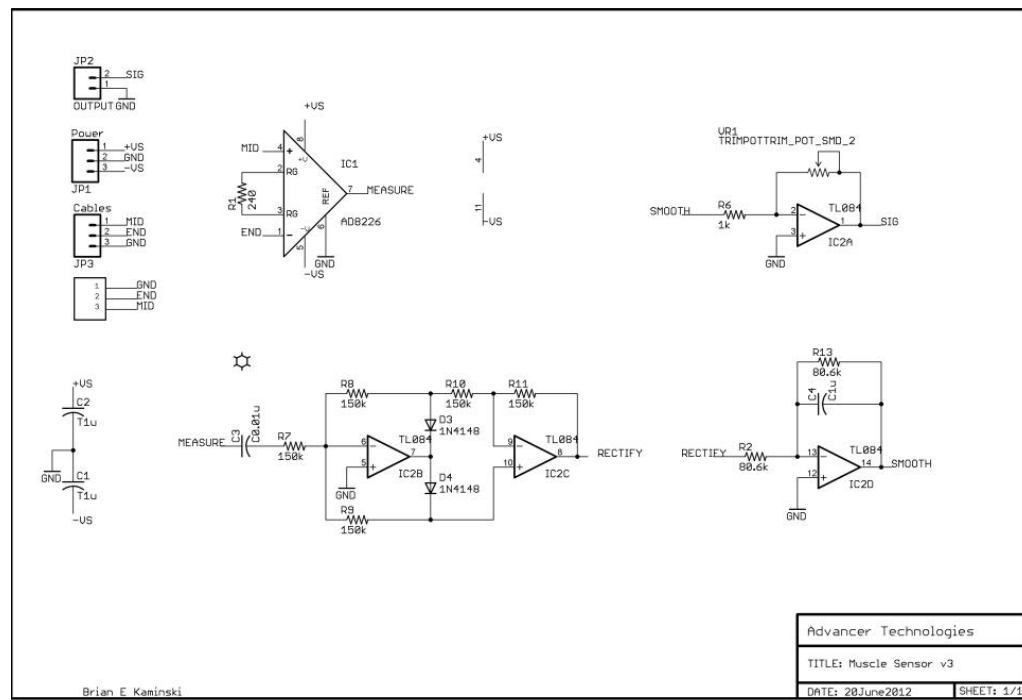 JP2
2 SIG
1
OUTPUT GND
Power
1 +VS
2 GND
3 -VS
JP1
Cables
1 MID
2 END
3 GND
JP3
1 GND
2 END
3 MID
+VS
8
+V
MID 4 +
2 RG
R1
240
3 RG
END 1 -
-V
5
-VS
REF
6
GND
IC1
7 MEASURE
AD8226
+VS
4
11
-VS
VR1
TRIMPOTTRIM_POT_SMD_2
SMOOTH
R6
1k
2 -
3 +
GND
TL084
1 SIG
IC2A
+VS
C2
T1u
GND
C1
T1u
-VS
MEASURE
C3
C0.01u
R7
150k
R8
150k
R9
150k
6 -
5 +
GND
TL084
7
IC2B
D3
1N4148
D4
1N4148
R10
150k
R11
150k
9 -
10 +
TL084
8 RECTIFY
IC2C
RECTIFY
R2
80.6k
R13
80.6k
C4
C1u
13 -
12 +
GND
TL084
14 SMOOTH
IC2D
Advancer Technologies
TITLE: Muscle Sensor v3
DATE: 20June2012 SHEET: 1/1
Brian E Kaminski